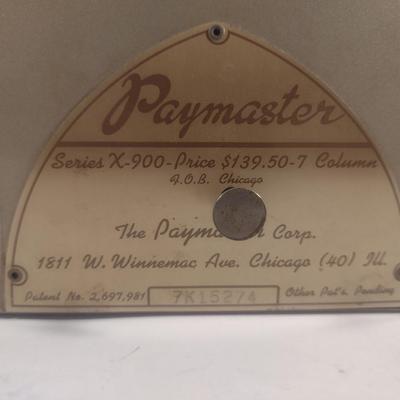 Paymaster
Series X-900-Price $139.50-7 Column
F.O.B. Chicago
The Corp.
1811 W. Winnemac Ave. Chicago (40) Ill.
Patent No. 2,697,981 7K15274 Other Pat's. Pending